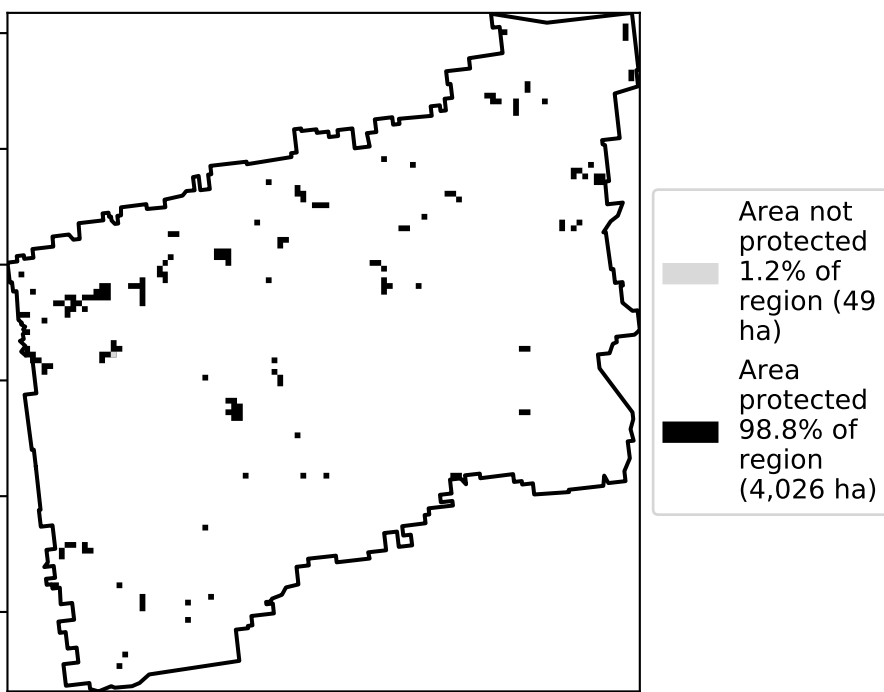 Area not
protected
1.2% of
region (49
ha)
Area
protected
98.8% of
region
(4,026 ha)